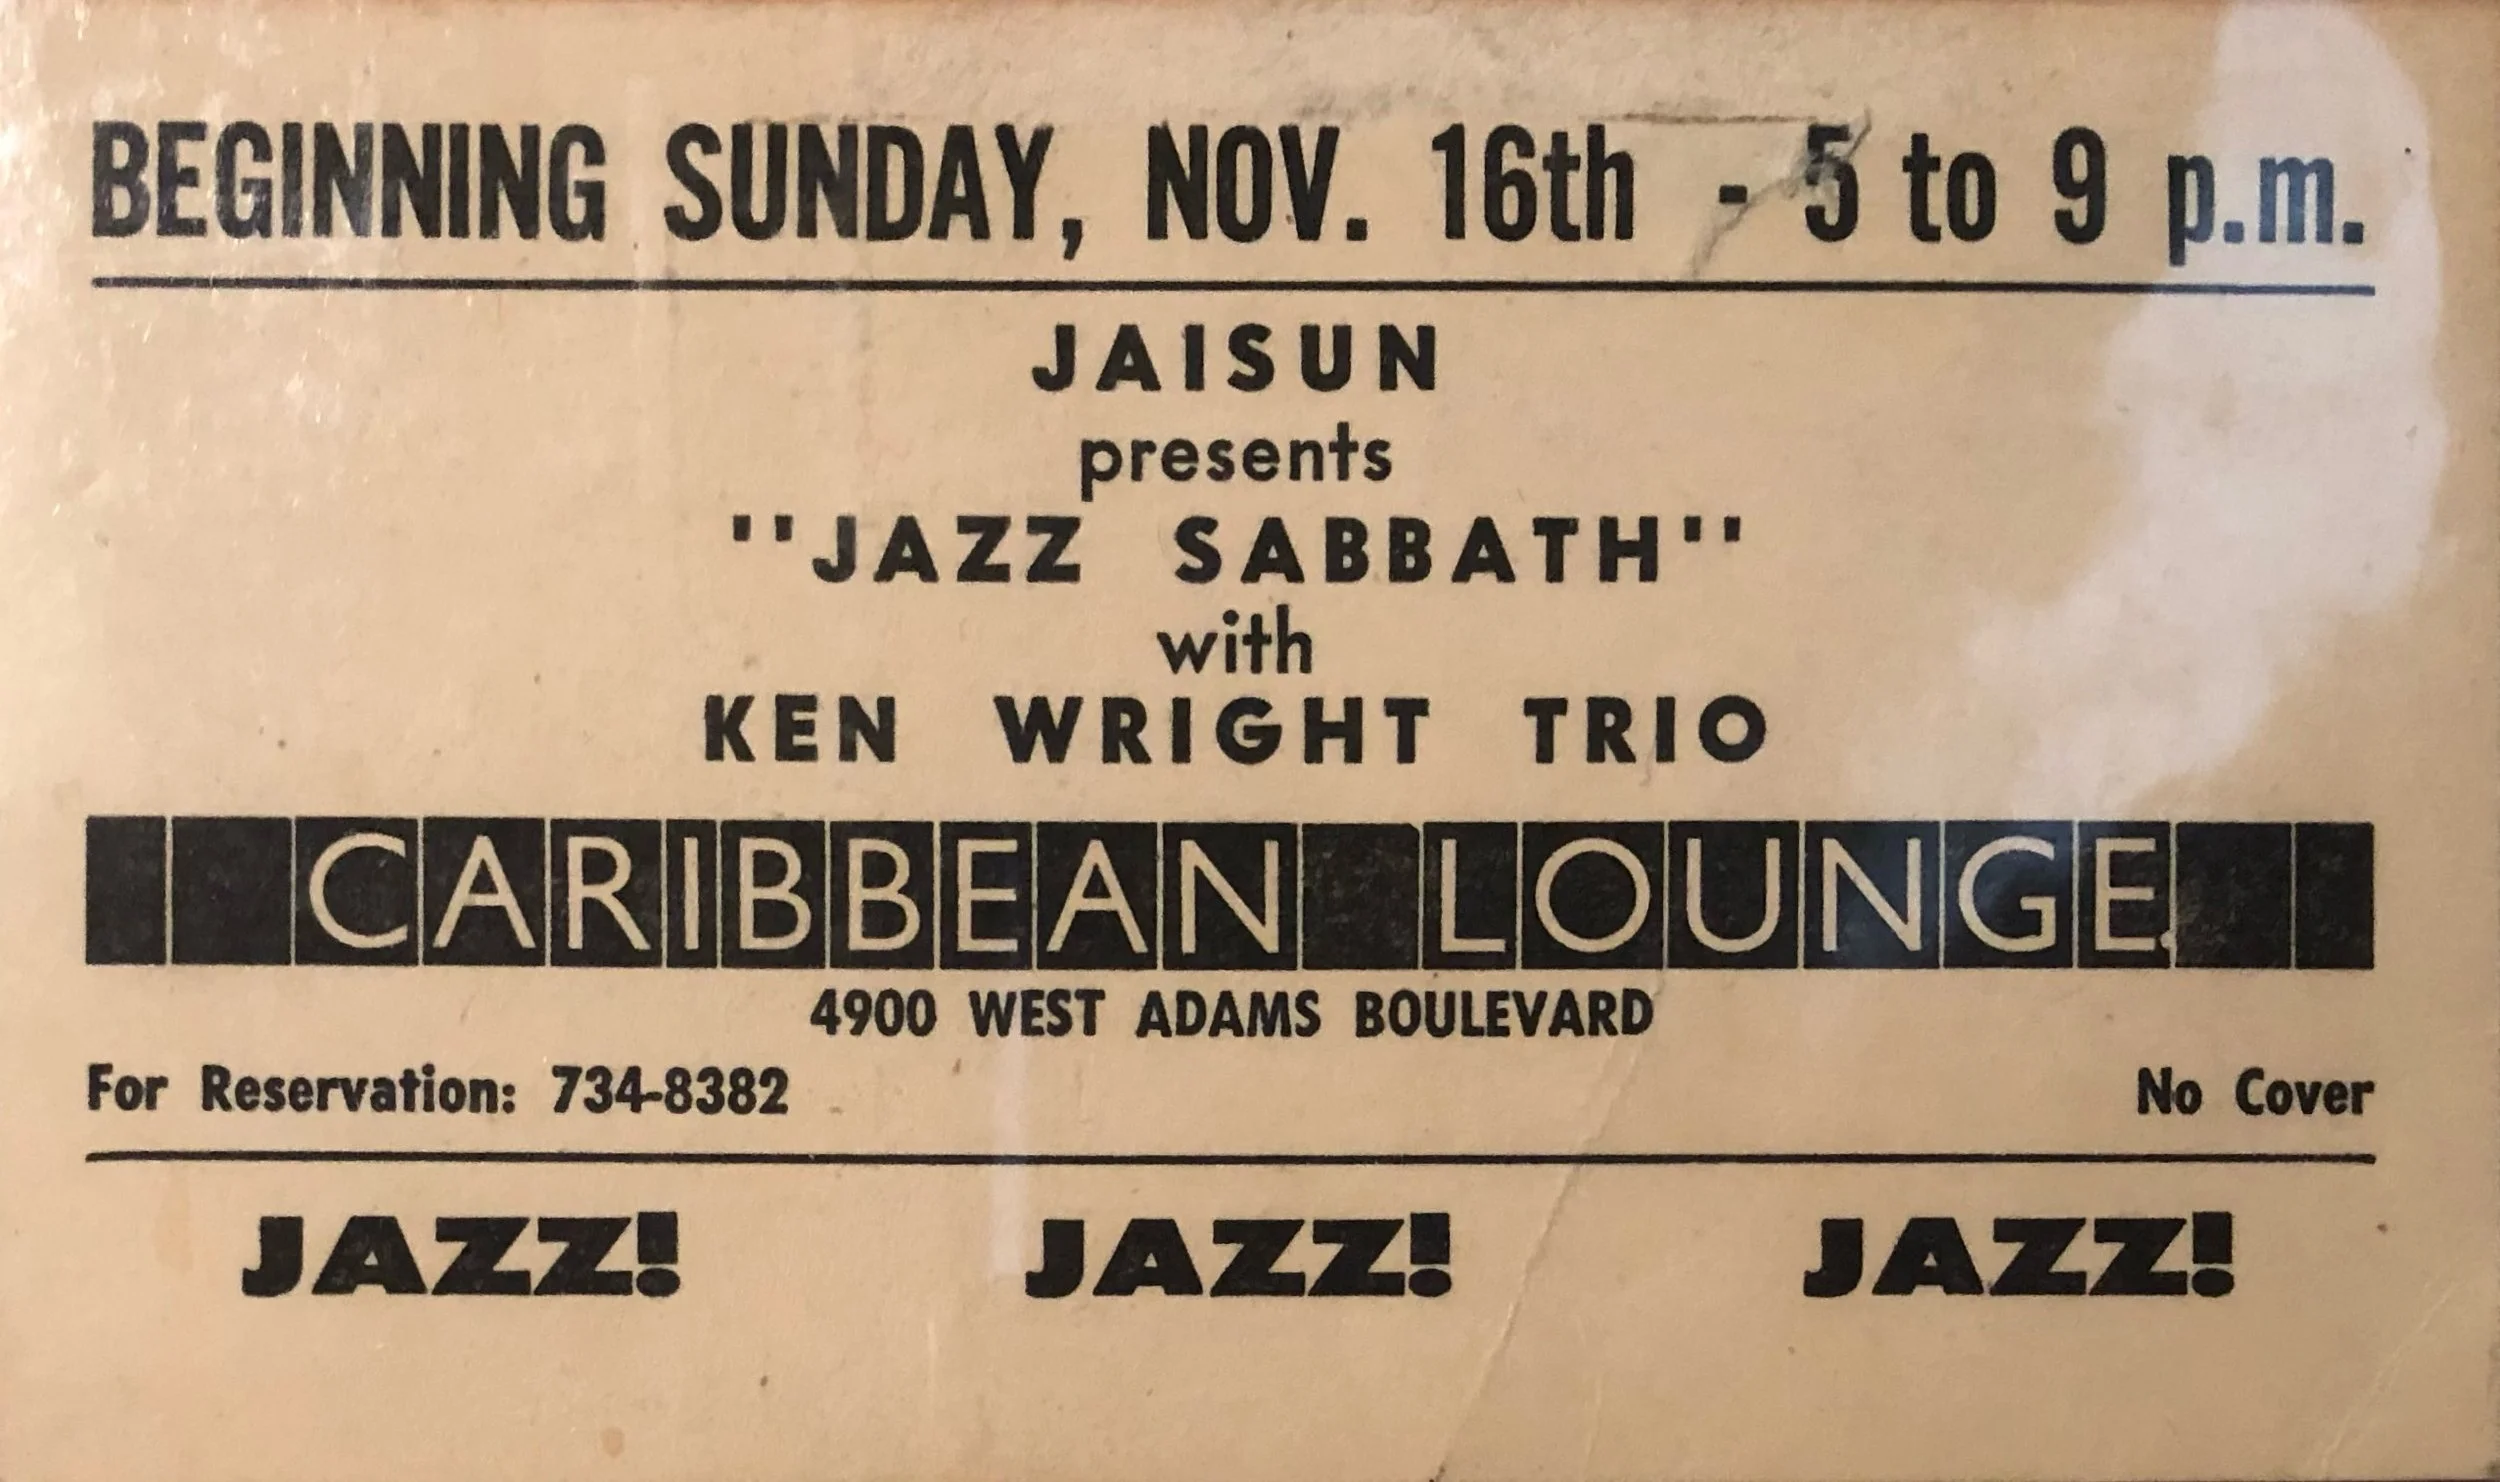 BEGINNING SUNDAY, NOV. 16th - 5 to 9 p.m.
JAISUN
presents
"JAZZ SABBATH"
with
KEN WRIGHT TRIO
CARIBBEAN LOUNGE
4900 WEST ADAMS BOULEVARD
For Reservation: 734-8382 No Cover
JAZZ! JAZZ! JAZZ!